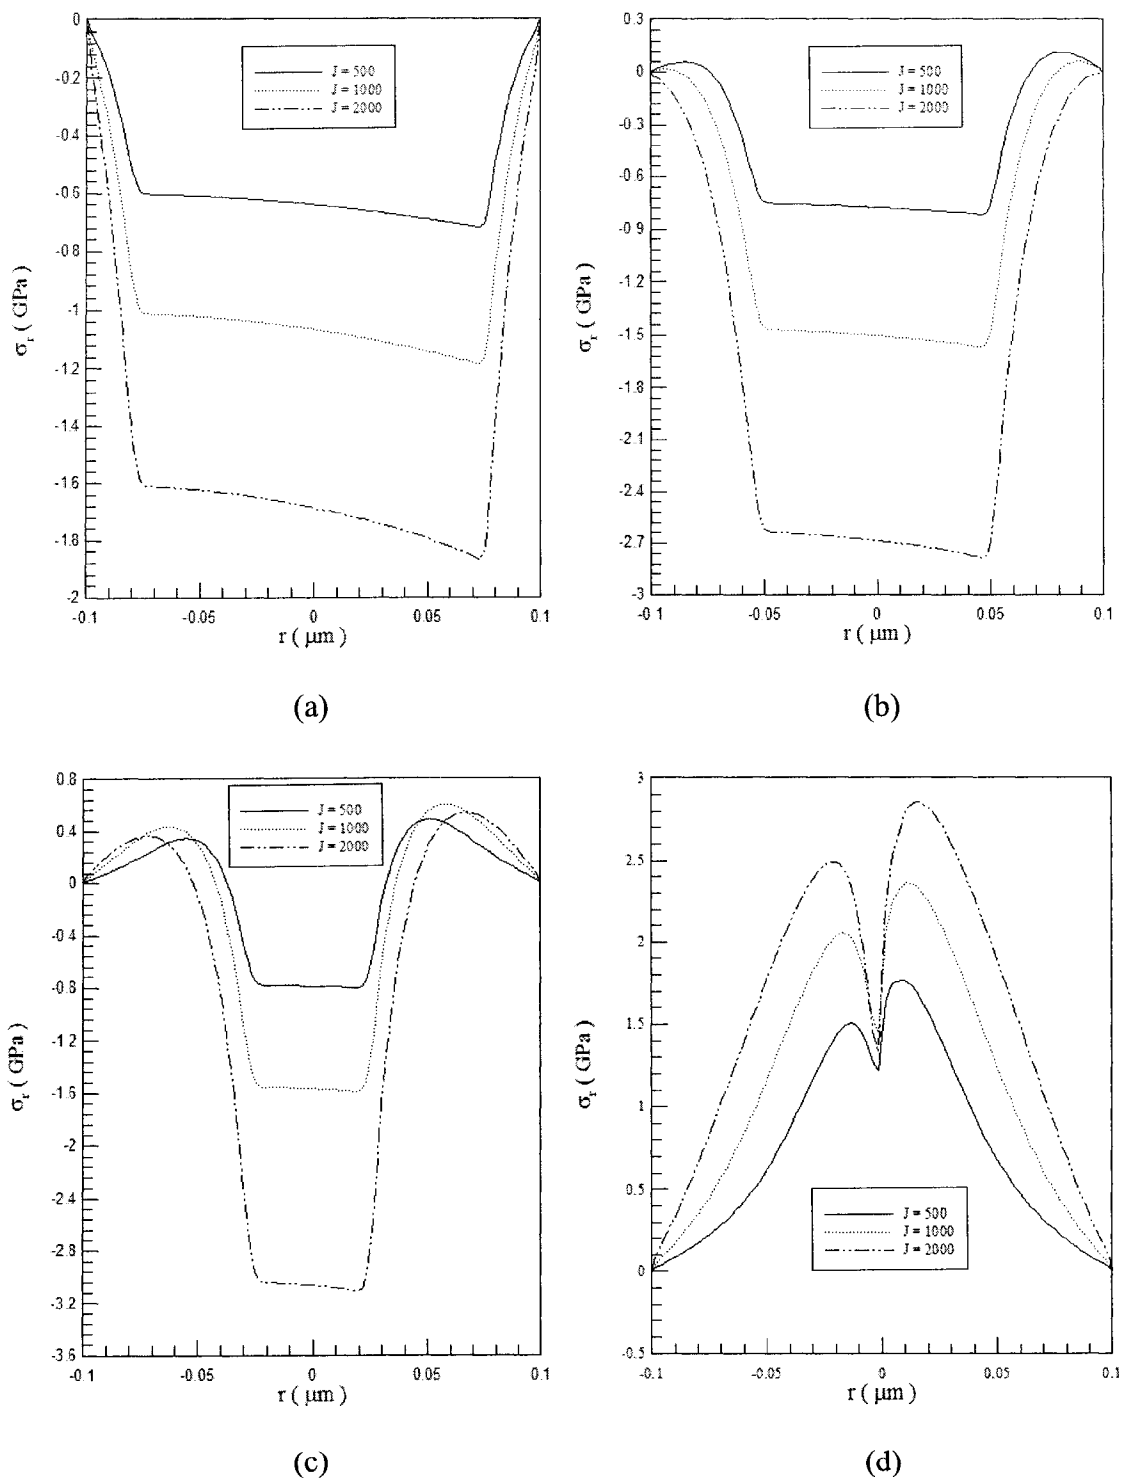 0
-0.2
-0.4
-0.6
-0.8
-1
-1.2
-1.4
-1.6
-1.8
-2
σr ( GPa )
J = 500
J = 1000
J = 2000
-0.1
-0.05
0
0.05
0.1
r ( μm )
(a)
0.3
0
-0.3
-0.6
-0.9
-1.2
-1.5
-1.8
-2.1
-2.4
-2.7
-3
σr ( GPa )
J = 500
J = 1000
J = 2000
-0.1
-0.05
0
0.05
0.1
r ( μm )
(b)
0.8
0.4
0
-0.4
-0.8
-1.2
-1.6
-2
-2.4
-2.8
-3.2
-3.6
σr ( GPa )
J = 500
J = 1000
J = 2000
-0.1
-0.05
0
0.05
0.1
r ( μm )
(c)
3
2.5
2
1.5
1
0.5
0
-0.5
σr ( GPa )
J = 500
J = 1000
J = 2000
-0.1
-0.05
0
0.05
0.1
r ( μm )
(d)